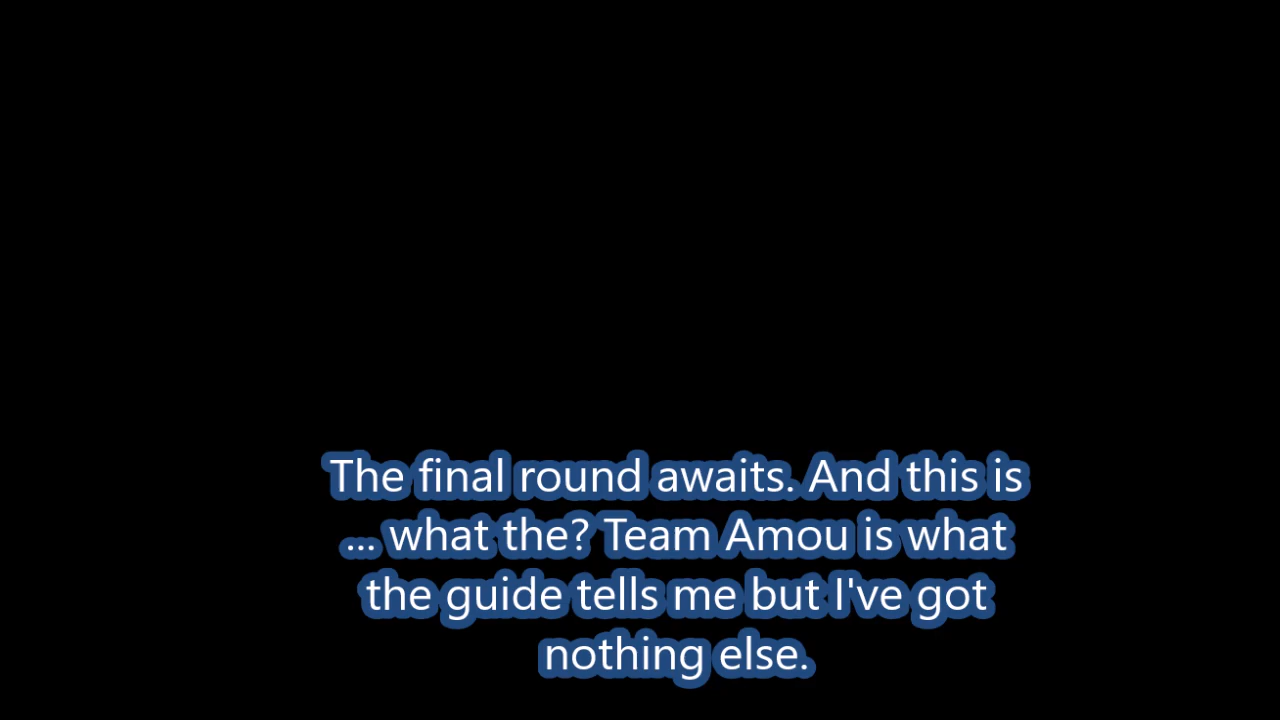 The final round awaits. And this is
... what the? Team Amou is what
the guide tells me but I've got
nothing else.